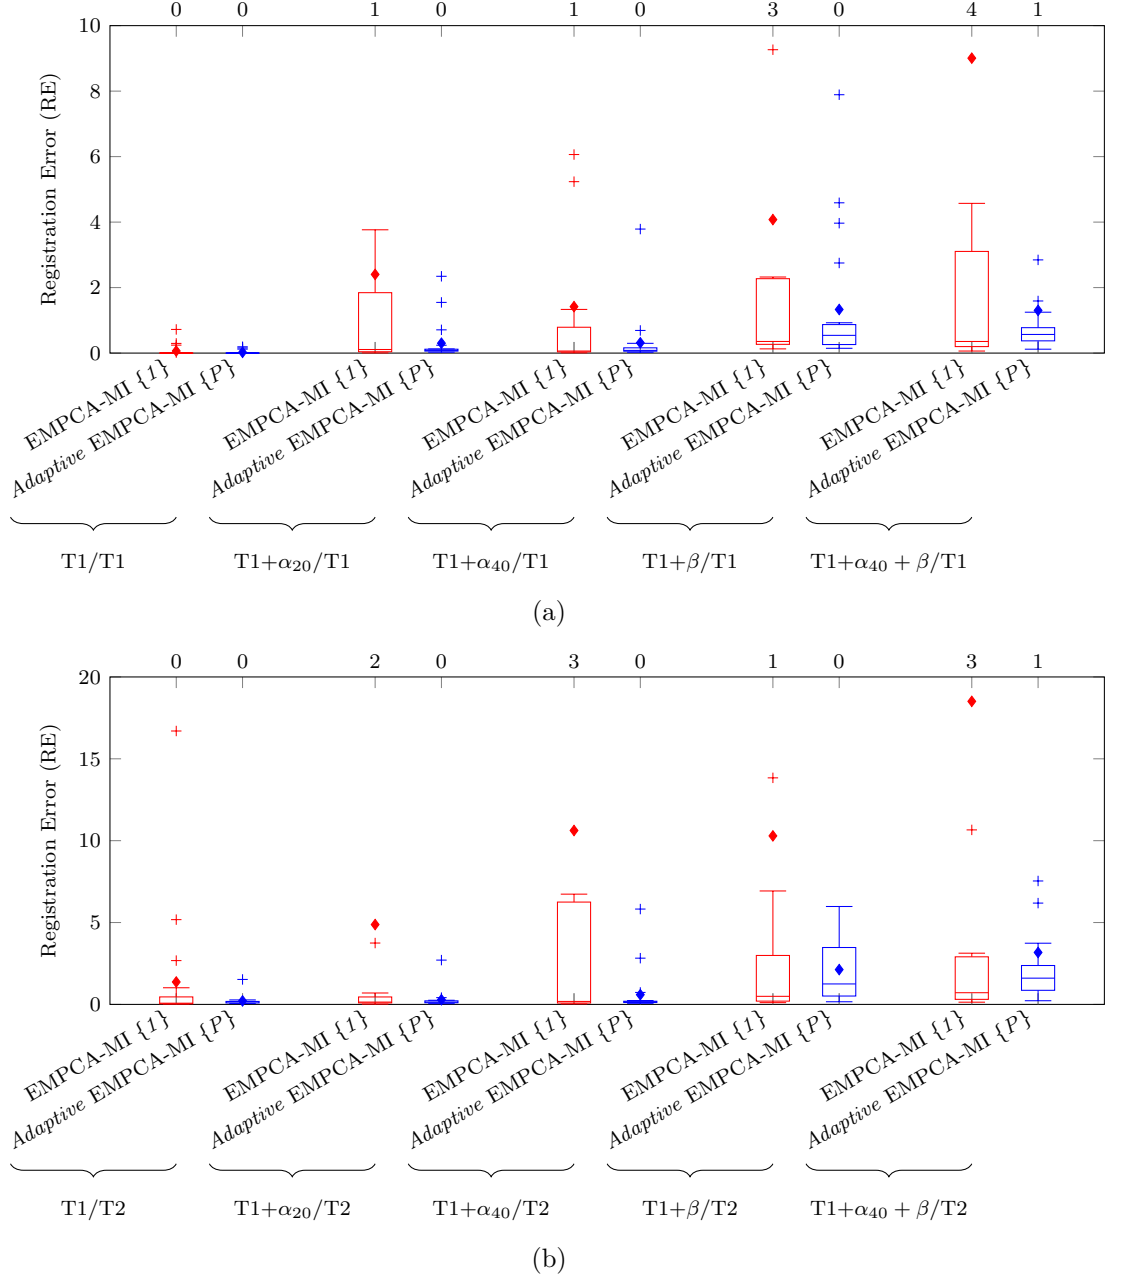 0 0 1 0 1 0 3 0 4 1
10
8
6
4
2
0
Registration Error (RE)
EMPCA-MI {1}
Adaptive EMPCA-MI {P}
EMPCA-MI {1}
Adaptive EMPCA-MI {P}
EMPCA-MI {1}
Adaptive EMPCA-MI {P}
EMPCA-MI {1}
Adaptive EMPCA-MI {P}
EMPCA-MI {1}
Adaptive EMPCA-MI {P}
T1/T1 T1+α₂₀/T1 T1+α₄₀/T1 T1+β/T1 T1+α₄₀ + β/T1
(a)
0 0 2 0 3 0 1 0 3 1
20
15
10
5
0
Registration Error (RE)
EMPCA-MI {1}
Adaptive EMPCA-MI {P}
EMPCA-MI {1}
Adaptive EMPCA-MI {P}
EMPCA-MI {1}
Adaptive EMPCA-MI {P}
EMPCA-MI {1}
Adaptive EMPCA-MI {P}
EMPCA-MI {1}
Adaptive EMPCA-MI {P}
T1/T2 T1+α₂₀/T2 T1+α₄₀/T2 T1+β/T2 T1+α₄₀ + β/T2
(b)